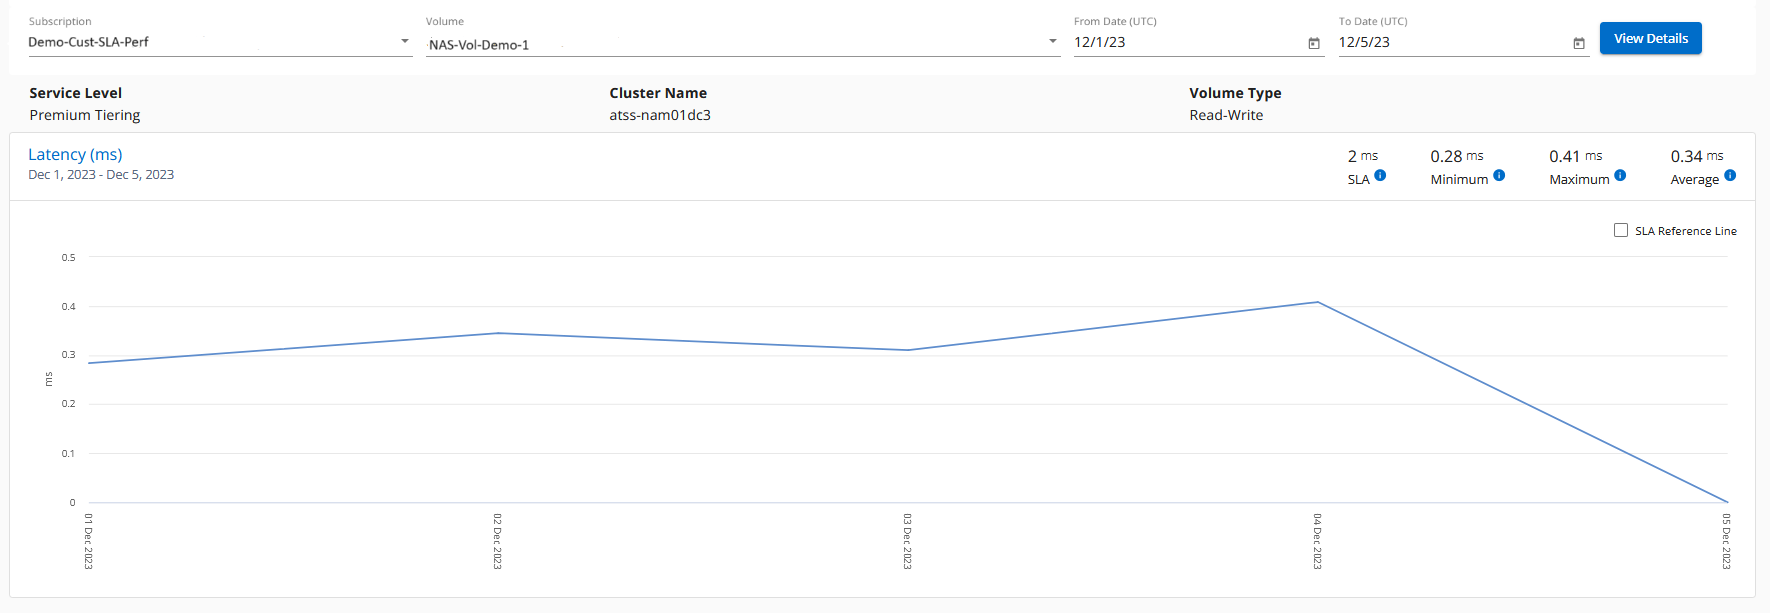 Subscription
Demo-Cust-SLA-Perf
Volume
NAS-Vol-Demo-1
From Date (UTC)
12/1/23
To Date (UTC)
12/5/23
View Details
Service Level
Premium Tiering
Cluster Name
atss-nam01dc3
Volume Type
Read-Write
Latency (ms)
Dec 1, 2023 - Dec 5, 2023
2 ms
SLA
0.28 ms
Minimum
0.41 ms
Maximum
0.34 ms
Average
SLA Reference Line
0.5
0.4
0.3
0.2
0.1
0
ms
01 Dec 2023
02 Dec 2023
03 Dec 2023
04 Dec 2023
05 Dec 2023